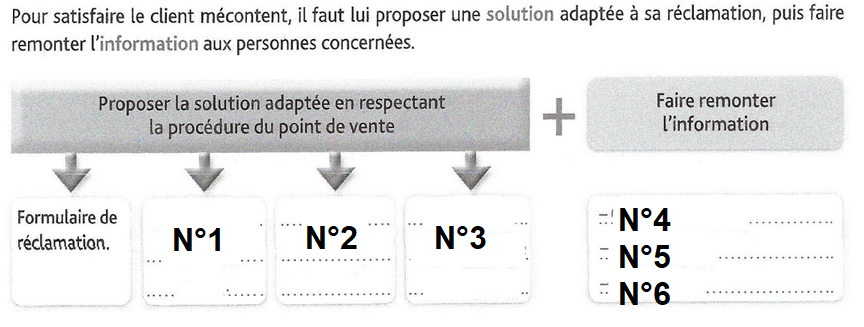 Pour satisfaire le client mécontent, il faut lui proposer une solution adaptée à sa réclamation, puis faire
remonter l'information aux personnes concernées.
Proposer la solution adaptée en respectant
la procédure du point de vente
+
Faire remonter
l'information
Formulaire de
réclamation.
N°1
N°2
N°3
N°4
N°5
N°6